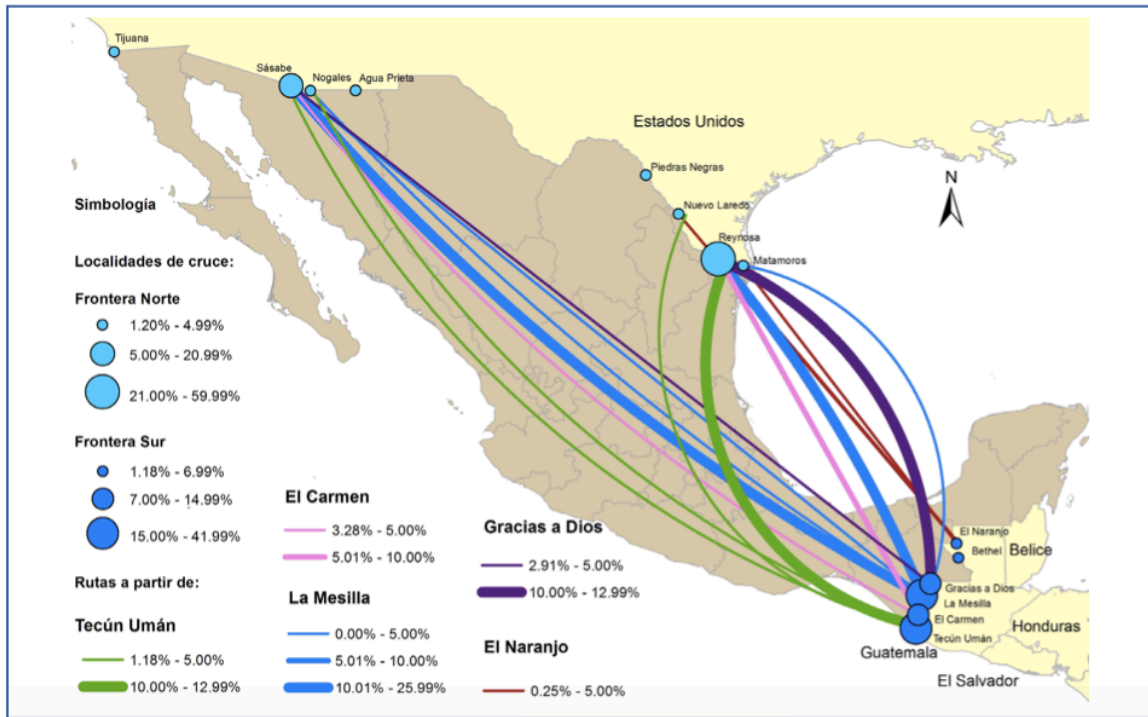 Tijuana
Sásabe
Nogales
Agua Prieta
Estados Unidos
Piedras Negras
N
Nuevo Laredo
Reynosa
Matamoros
Simbología
Localidades de cruce:
Frontera Norte
1.20% - 4.99%
5.00% - 20.99%
21.00% - 59.99%
Frontera Sur
1.18% - 6.99%
7.00% - 14.99%
15.00% - 41.99%
Rutas a partir de:
Tecún Umán
1.18% - 5.00%
10.00% - 12.99%
El Carmen
3.28% - 5.00%
5.01% - 10.00%
La Mesilla
0.00% - 5.00%
5.01% - 10.00%
10.01% - 25.99%
Gracias a Dios
2.91% - 5.00%
10.00% - 12.99%
El Naranjo
0.25% - 5.00%
El Naranjo
Bethel
Belice
Gracias a Dios
La Mesilla
El Carmen
Honduras
Tecún Umán
Guatemala
El Salvador